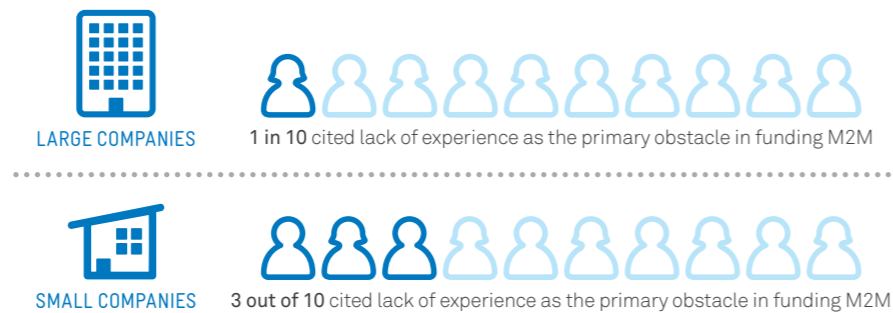 LARGE COMPANIES
1 in 10 cited lack of experience as the primary obstacle in funding M2M
SMALL COMPANIES
3 out of 10 cited lack of experience as the primary obstacle in funding M2M